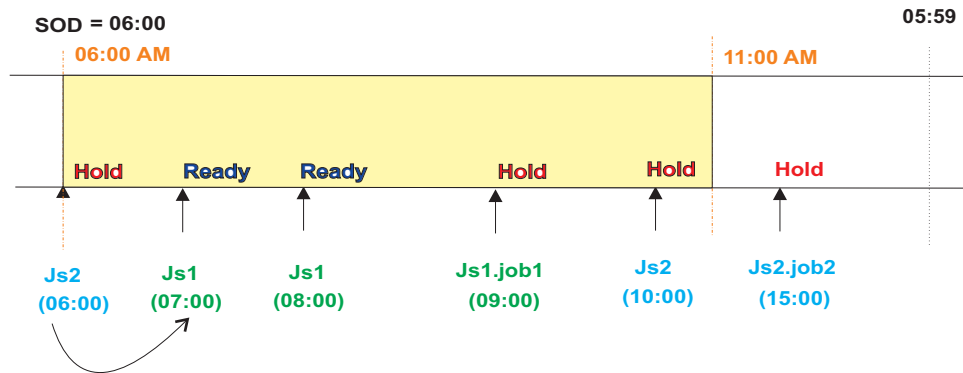 SOD = 06:00
05:59
06:00 AM
11:00 AM
Hold
Ready
Ready
Hold
Hold
Hold
Js2
(06:00)
Js1
(07:00)
Js1
(08:00)
Js1.job1
(09:00)
Js2
(10:00)
Js2.job2
(15:00)